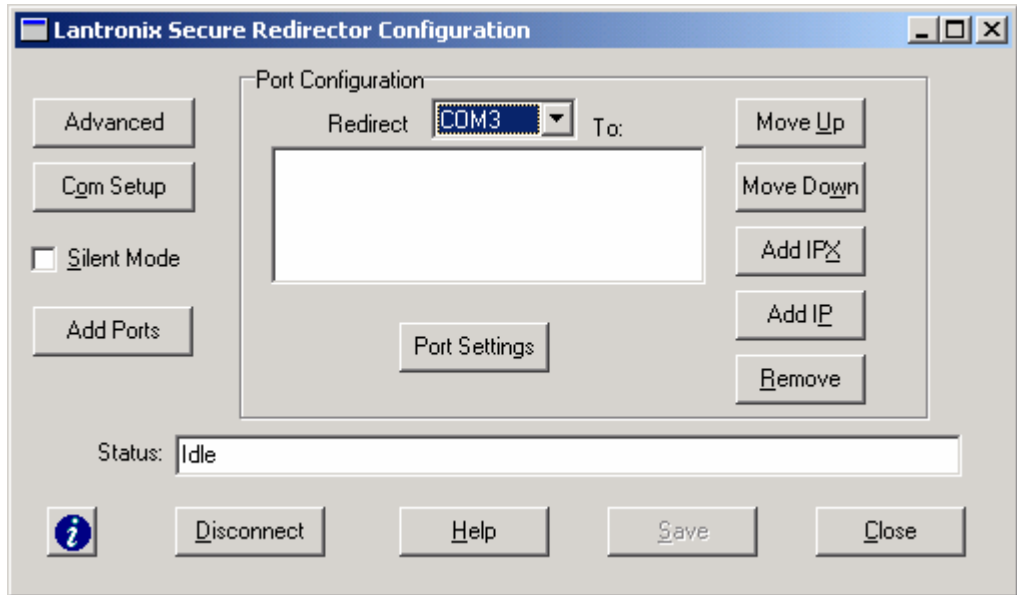 Lantronix Secure Redirector Configuration
Port Configuration
Advanced
Redirect COM3 To:
Move Up
Com Setup
Move Down
Silent Mode
Add IPX
Add Ports
Add IP
Port Settings
Remove
Status: Idle
i
Disconnect
Help
Save
Close